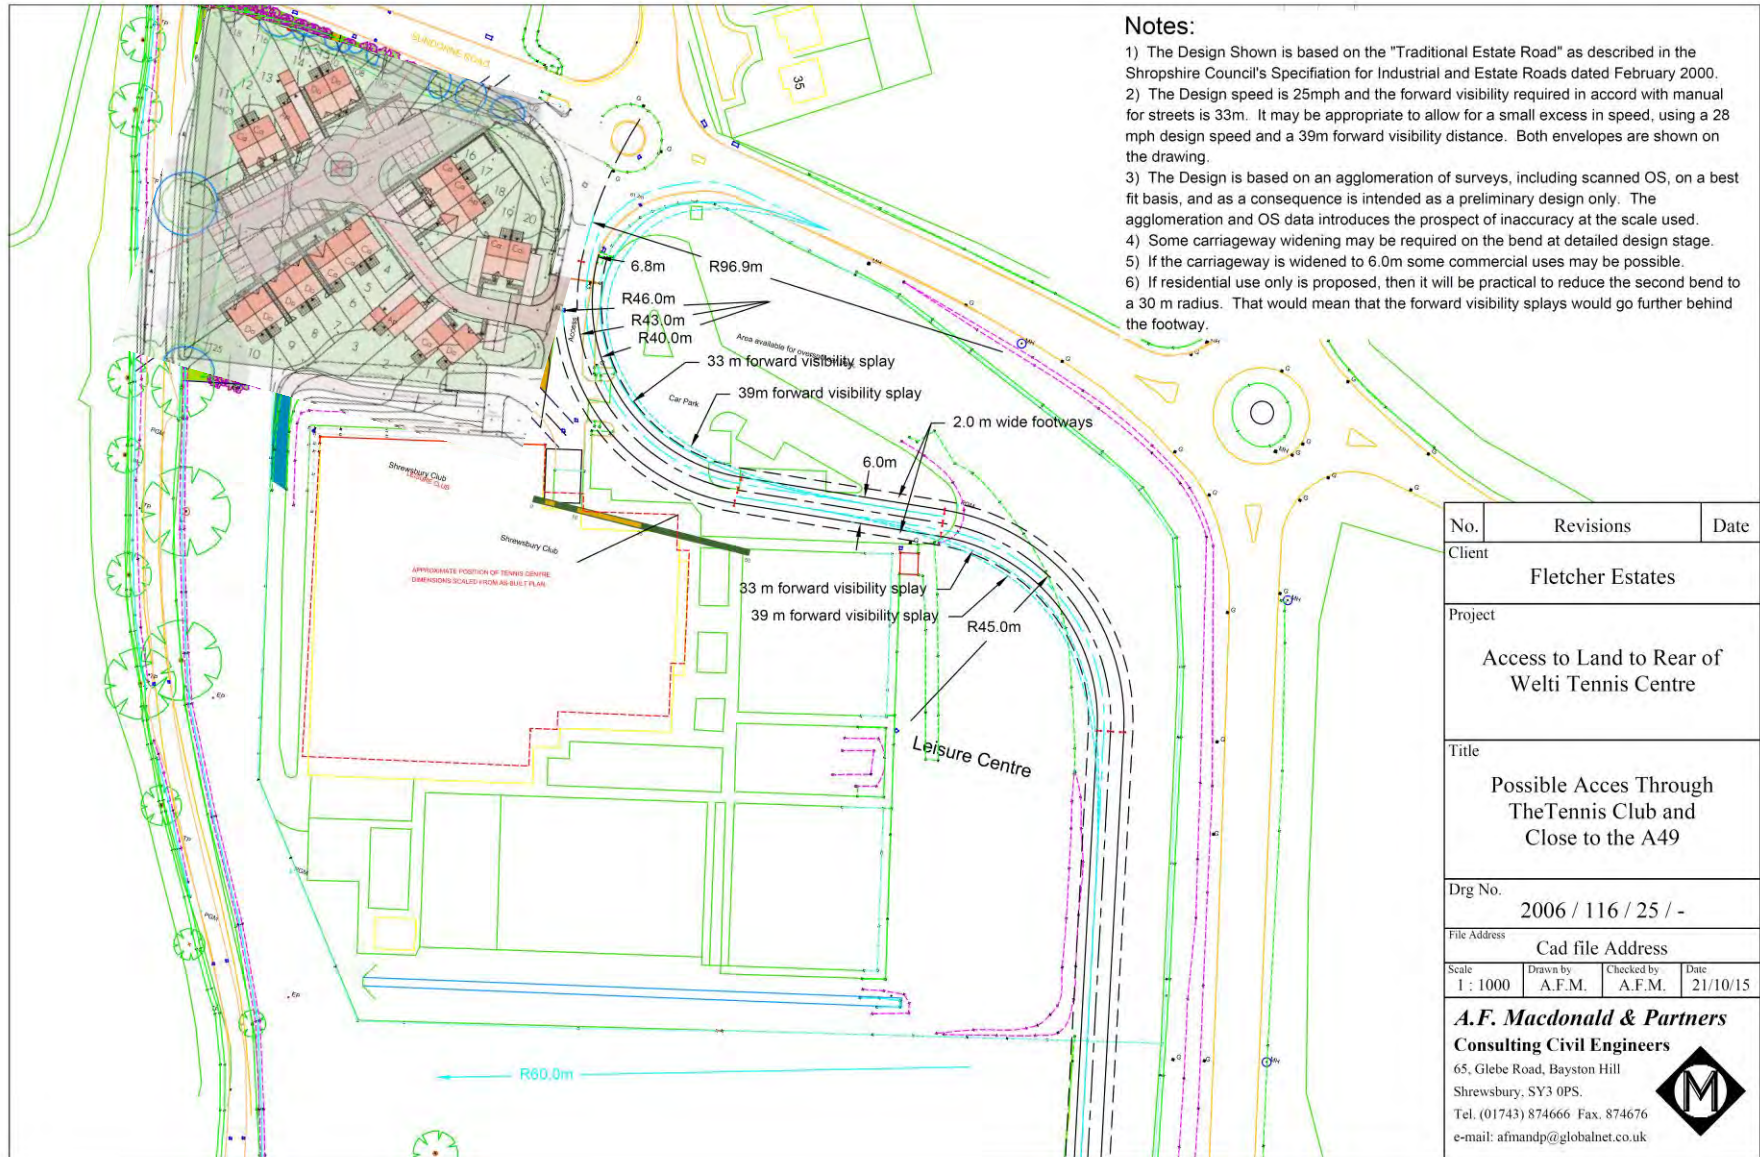 Notes:
1) The Design Shown is based on the "Traditional Estate Road" as described in the
Shropshire Council's Specifiation for Industrial and Estate Roads dated February 2000.
2) The Design speed is 25mph and the forward visibility required in accord with manual
for streets is 33m. It may be appropriate to allow for a small excess in speed, using a 28
mph design speed and a 39m forward visibility distance. Both envelopes are shown on
the drawing.
3) The Design is based on an agglomeration of surveys, including scanned OS, on a best
fit basis, and as a consequence is intended as a preliminary design only. The
agglomeration and OS data introduces the prospect of inaccuracy at the scale used.
4) Some carriageway widening may be required on the bend at detailed design stage.
5) If the carriageway is widened to 6.0m some commercial uses may be possible.
6) If residential use only is proposed, then it will be practical to reduce the second bend to
a 30 m radius. That would mean that the forward visibility splays would go further behind
the footway.
SUNDORNE ROAD
35
6.8m
R96.9m
R46.0m
R43.0m
R40.0m
Access
Area available for
33 m forward visibility splay
39m forward visibility splay
Car Park
2.0 m wide footways
6.0m
Shrewsbury Club
LEISURE CLUB
Shrewsbury Club
APPROXIMATE POSITION OF TENNIS CENTRE
DIMENSIONS SCALED FROM AS-BUILT PLAN
33 m forward visibility splay
39 m forward visibility splay
R45.0m
Leisure Centre
R60.0m
No. Revisions Date
Client
Fletcher Estates
Project
Access to Land to Rear of
Welti Tennis Centre
Title
Possible Acces Through
TheTennis Club and
Close to the A49
Drg No.
2006 / 116 / 25 / -
File Address
Cad file Address
Scale Drawn by Checked by Date
1 : 1000 A.F.M. A.F.M. 21/10/15
A.F. Macdonald & Partners
Consulting Civil Engineers
65, Glebe Road, Bayston Hill
Shrewsbury, SY3 0PS.
Tel. (01743) 874666 Fax. 874676
e-mail: afmandp@globalnet.co.uk
M